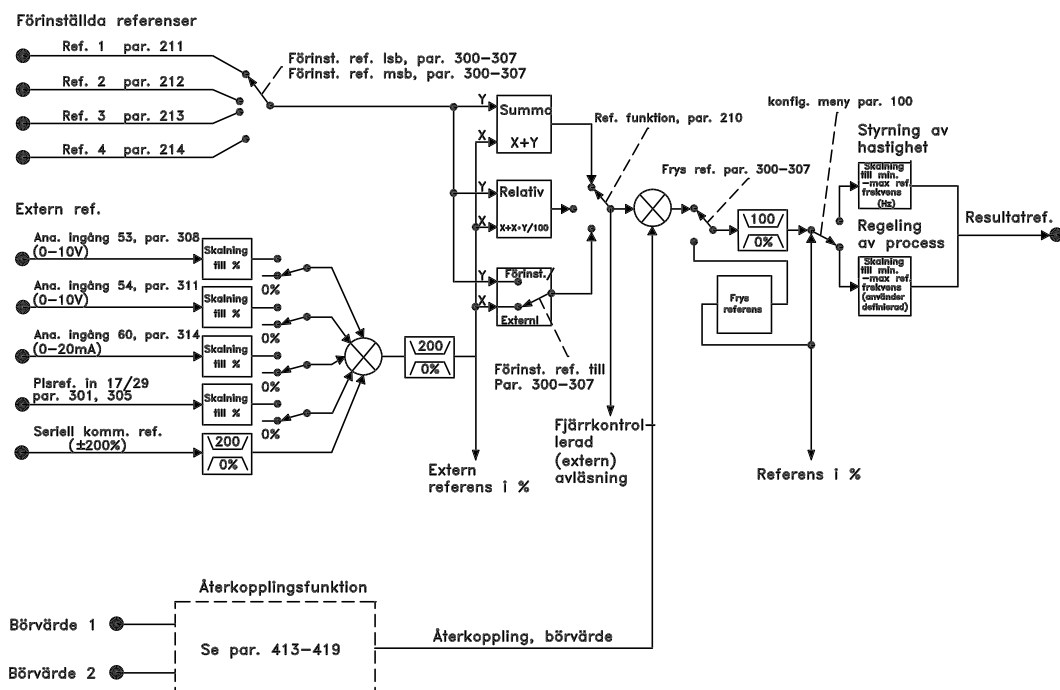 Förinställda referenser
Ref. 1 par. 211
Ref. 2 par. 212
Ref. 3 par. 213
Ref. 4 par. 214
Förinst. ref. lsb, par. 300-307
Förinst. ref. msb, par. 300-307
Y
X
Summa
X+Y
Y
X
Relativ
X+X*Y/100
Y
X
Förinst./
Externl
Förinst. ref. till
Par. 300-307
Ref. funktion, par. 210
Frys ref. par. 300-307
konfig. meny par. 100
Styrning av
hastighet
Skalning
till min.
-max ref.
frekvens
(Hz)
Regeling
av process
Skalning
till min.
-max ref.
frekvens
(använder
definierad)
Resultatref.
100
0%
Frys
referens
Extern ref.
Ana. ingång 53, par. 308
(0-10V)
Skalning
till %
0%
Ana. ingång 54, par. 311
(0-10V)
Skalning
till %
0%
Ana. ingång 60, par. 314
(0-20mA)
Skalning
till %
0%
Plsref. in 17/29
par. 301, 305
Skalning
till %
0%
Seriell komm. ref.
(±200%)
200
0%
200
0%
Extern
referens i %
Fjärrkontrol-
lerad
(extern)
avläsning
Referens i %
Återkopplingsfunktion
Börvärde 1
Börvärde 2
Se par. 413-419
Återkoppling, börvärde